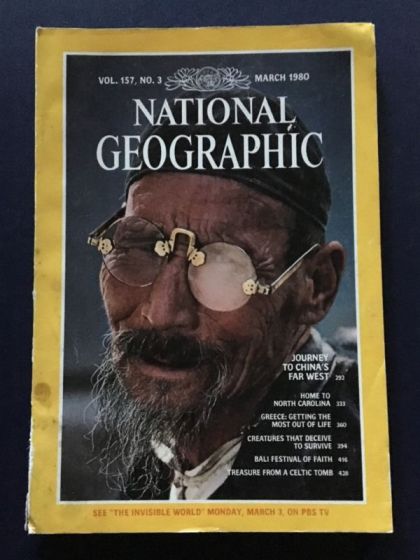 VOL. 157, NO. 3 MARCH 1980
NATIONAL
GEOGRAPHIC
JOURNEY
TO CHINA'S
FAR WEST 292
HOME TO
NORTH CAROLINA 333
GREECE: GETTING THE
MOST OUT OF LIFE 360
CREATURES THAT DECEIVE
TO SURVIVE 394
BALI FESTIVAL OF FAITH 416
TREASURE FROM A CELTIC TOMB 428
SEE "THE INVISIBLE WORLD" MONDAY, MARCH 3, ON PBS TV